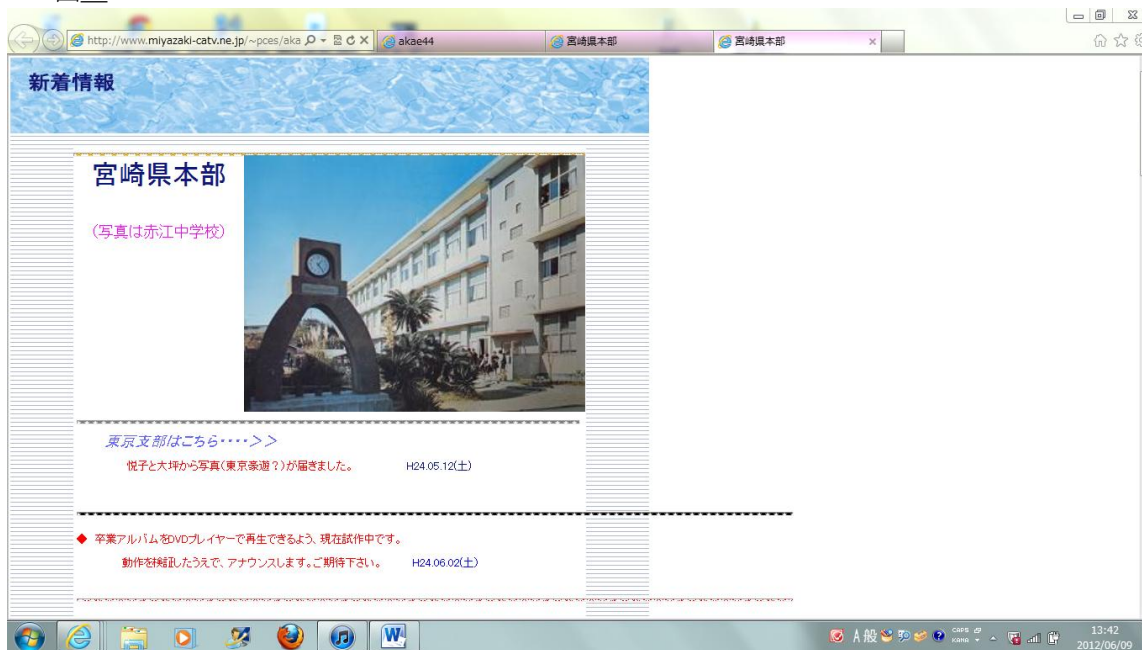 http://www.miyazaki-catv.ne.jp/~pces/aka
akae44
宮崎県本部
宮崎県本部
新着情報
宮崎県本部
(写真は赤江中学校)
東京支部はこちら・・・・>>
悦子と大坪から写真(東京豪遊?)が届きました。 H24.05.12(土)
◆ 卒業アルバムをDVDプレイヤーで再生できるよう、現在試作中です。
動作を検証したうえで、アナウンスします。ご期待下さい。 H24.06.02(土)
A 般
CAPS
KANA
13:42
2012/06/09